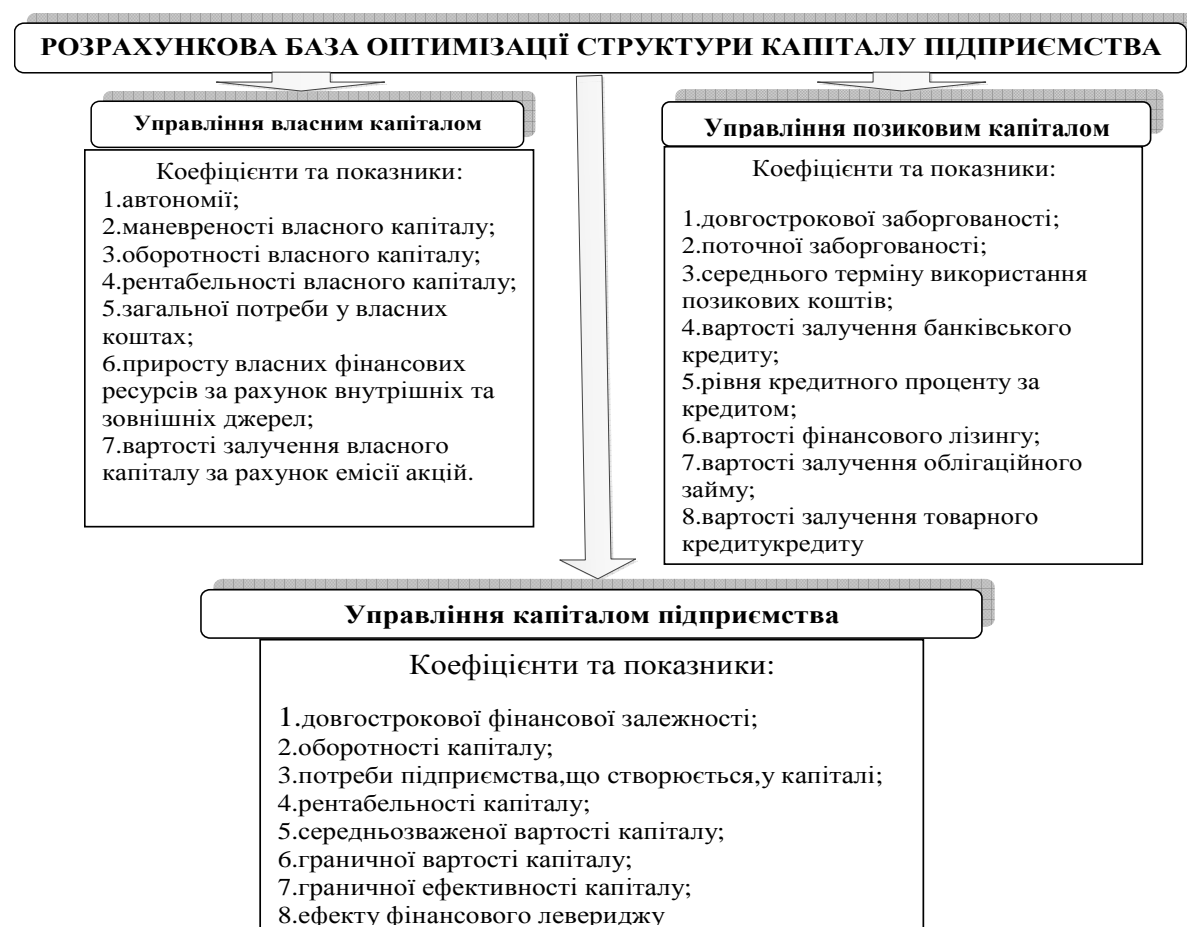 РОЗРАХУНКОВА БАЗА ОПТИМІЗАЦІЇ СТРУКТУРИ КАПІТАЛУ ПІДПРИЄМСТВА
Управління власним капіталом
Коефіцієнти та показники:
1.автономії;
2.маневреності власного капіталу;
3.оборотності власного капіталу;
4.рентабельності власного капіталу;
5.загальної потреби у власних
коштах;
6.приросту власних фінансових
ресурсів за рахунок внутрішніх та
зовнішніх джерел;
7.вартості залучення власного
капіталу за рахунок емісії акцій.
Управління позиковим капіталом
Коефіцієнти та показники:
1.довгострокової заборгованості;
2.поточної заборгованості;
3.середнього терміну використання
позикових коштів;
4.вартості залучення банківського
кредиту;
5.рівня кредитного проценту за
кредитом;
6.вартості фінансового лізингу;
7.вартості залучення облігаційного
займу;
8.вартості залучення товарного
кредитукредиту
Управління капіталом підприємства
Коефіцієнти та показники:
1.довгострокової фінансової залежності;
2.оборотності капіталу;
3.потреби підприємства,що створюється,у капіталі;
4.рентабельності капіталу;
5.середньозваженої вартості капіталу;
6.граничної вартості капіталу;
7.граничної ефективності капіталу;
8.ефекту фінансового левериджу